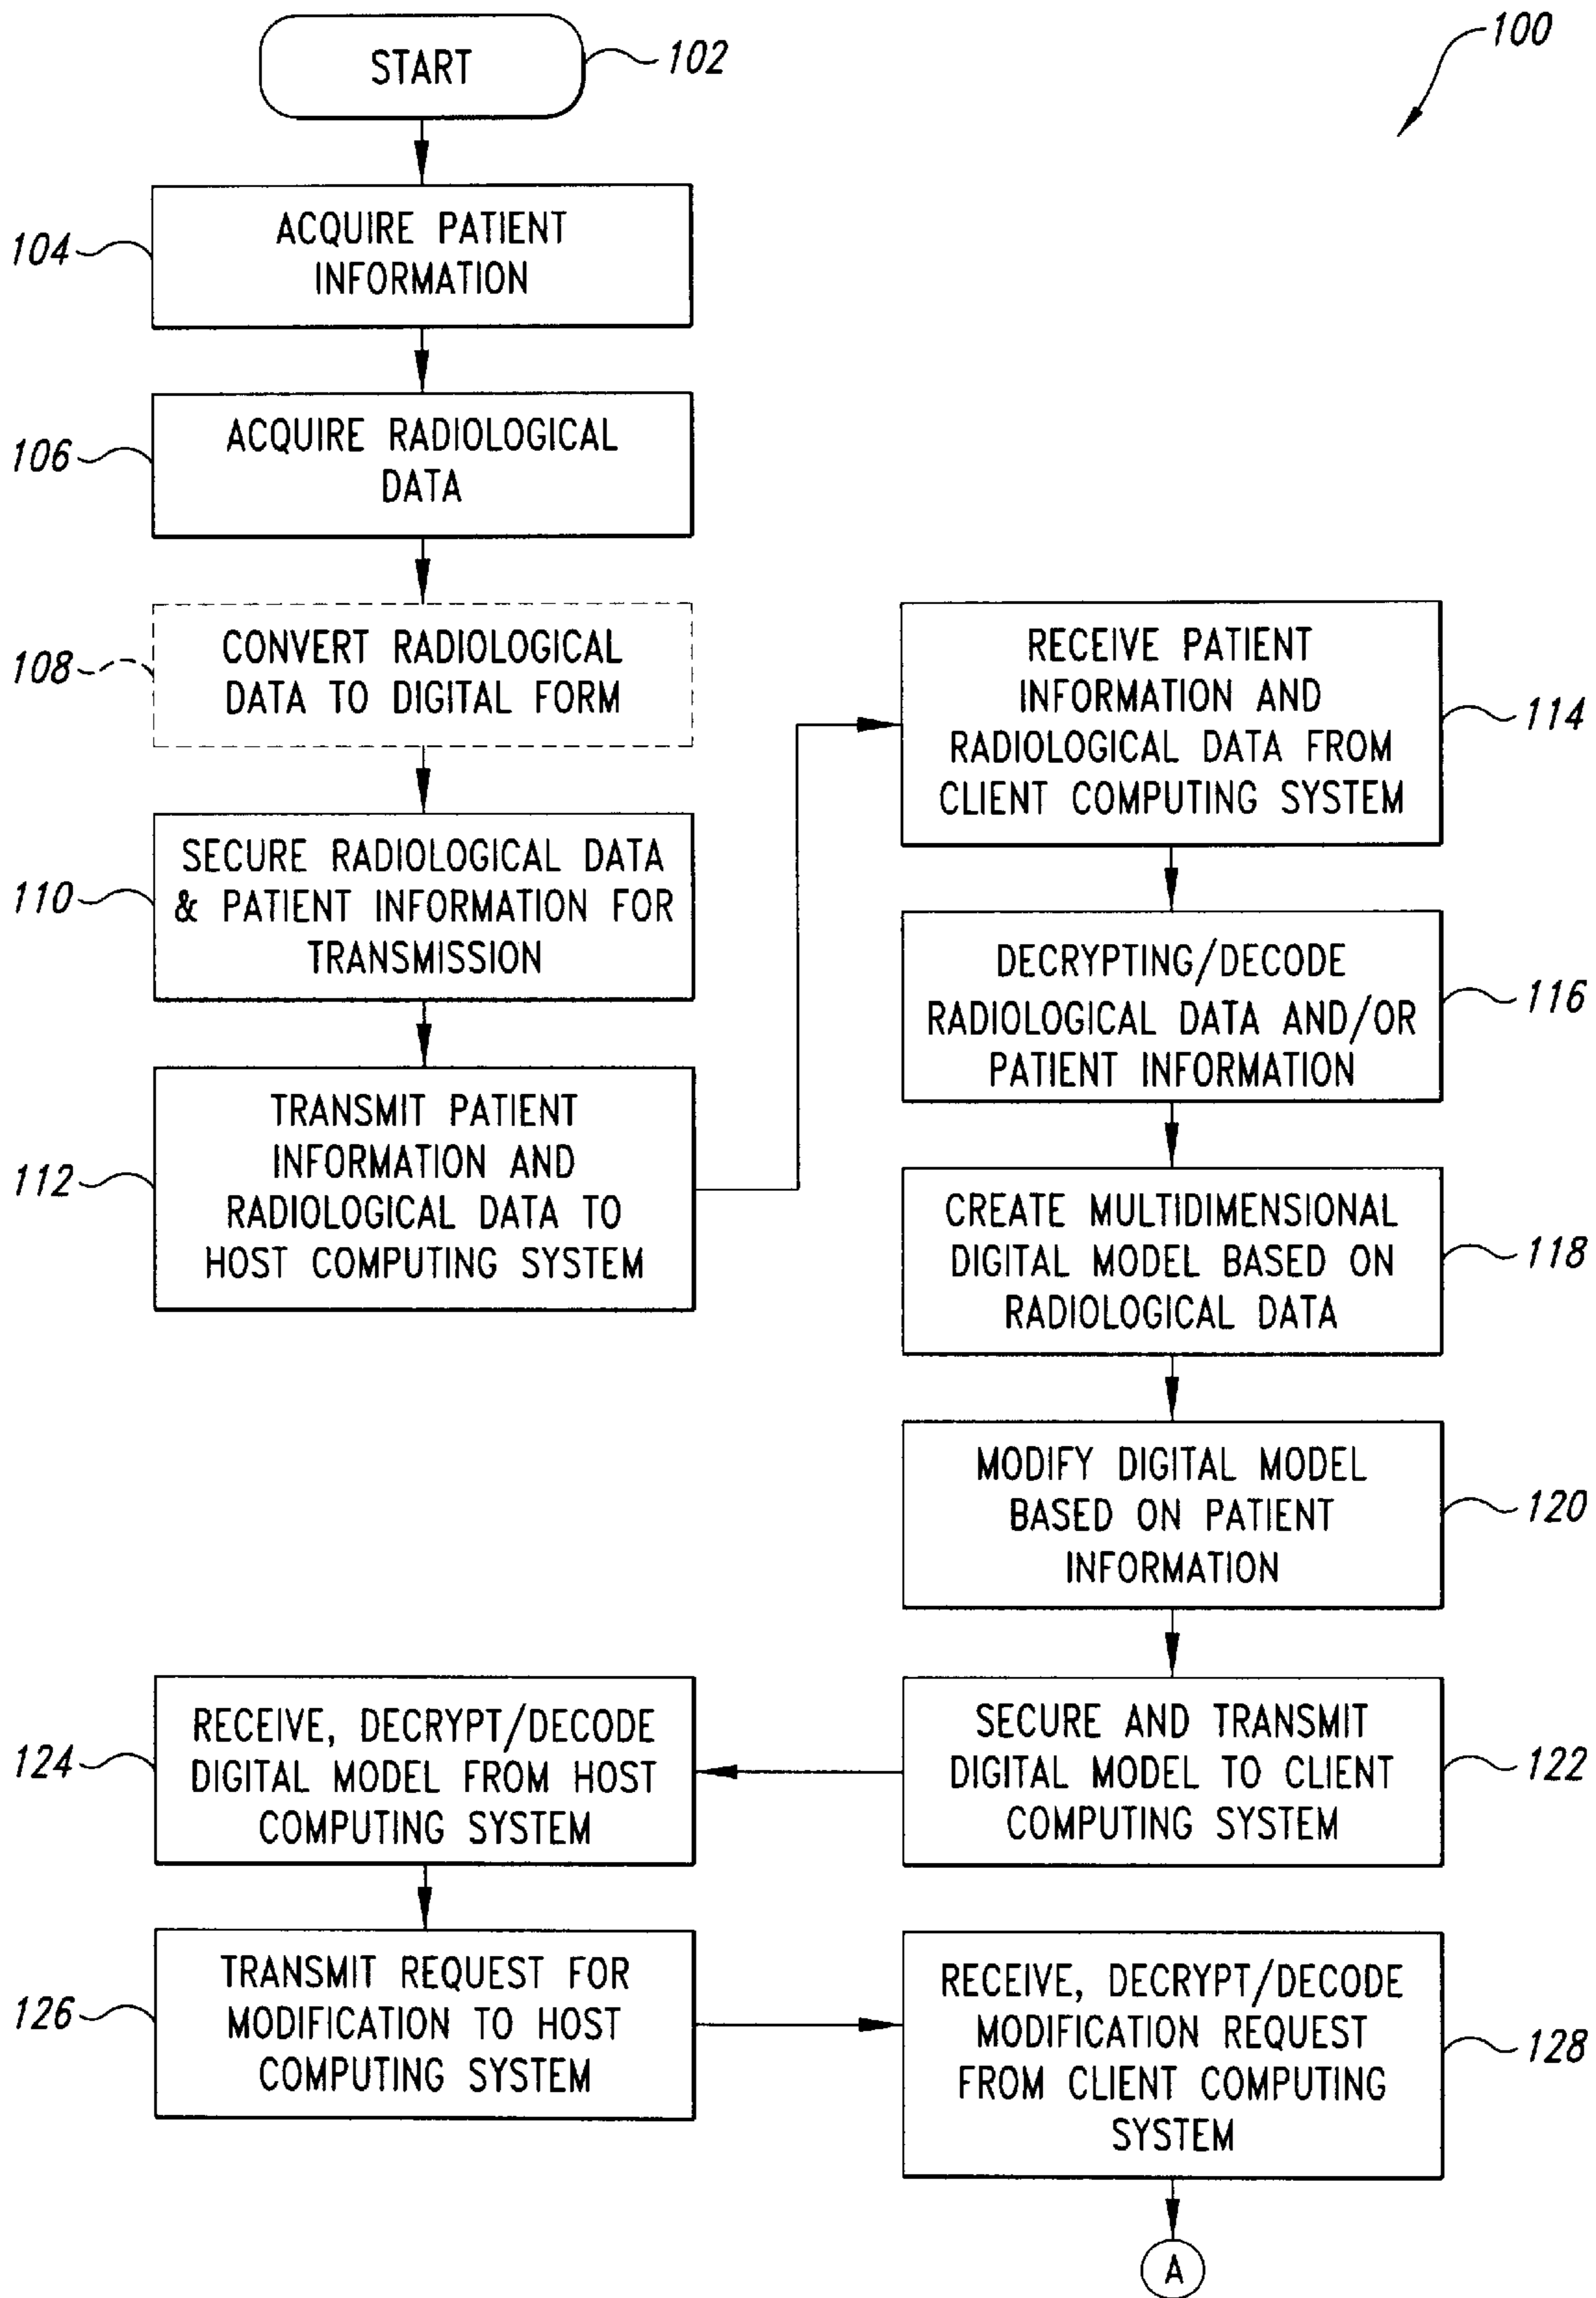 100
START
102
104
ACQUIRE PATIENT
INFORMATION
106
ACQUIRE RADIOLOGICAL
DATA
108
CONVERT RADIOLOGICAL
DATA TO DIGITAL FORM
110
SECURE RADIOLOGICAL DATA
& PATIENT INFORMATION FOR
TRANSMISSION
112
TRANSMIT PATIENT
INFORMATION AND
RADIOLOGICAL DATA TO
HOST COMPUTING SYSTEM
RECEIVE PATIENT
INFORMATION AND
RADIOLOGICAL DATA FROM
CLIENT COMPUTING SYSTEM
114
DECRYPTING/DECODE
RADIOLOGICAL DATA AND/OR
PATIENT INFORMATION
116
CREATE MULTIDIMENSIONAL
DIGITAL MODEL BASED ON
RADIOLOGICAL DATA
118
MODIFY DIGITAL MODEL
BASED ON PATIENT
INFORMATION
120
SECURE AND TRANSMIT
DIGITAL MODEL TO CLIENT
COMPUTING SYSTEM
122
124
RECEIVE, DECRYPT/DECODE
DIGITAL MODEL FROM HOST
COMPUTING SYSTEM
126
TRANSMIT REQUEST FOR
MODIFICATION TO HOST
COMPUTING SYSTEM
RECEIVE, DECRYPT/DECODE
MODIFICATION REQUEST
FROM CLIENT COMPUTING
SYSTEM
128
A